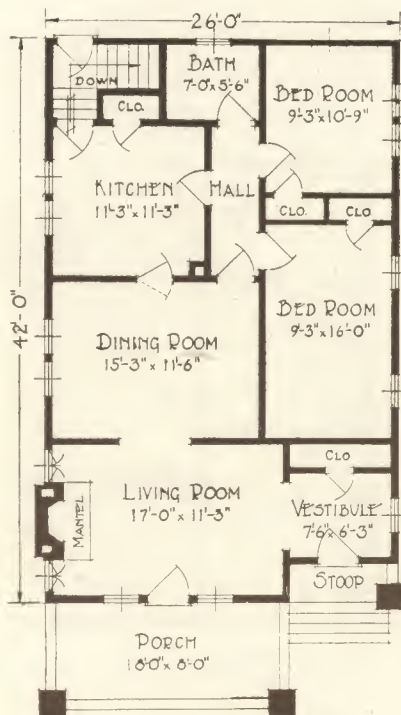 26'-0"
42'-0"
DOWN
CLO.
BATH
7'-0"x5'-6"
BED ROOM
9'-3"x10'-9"
KITCHEN
11'-3"x11'-3"
HALL
CLO.
CLO
BED ROOM
9'-3"x16'-0"
DINING ROOM
15'-3"x11'-6"
CLO
LIVING ROOM
17'-0"x11'-3"
MANTEL
VESTIBULE
7'-6"x6'-3"
STOOP
PORCH
18'-0"x8'-0"